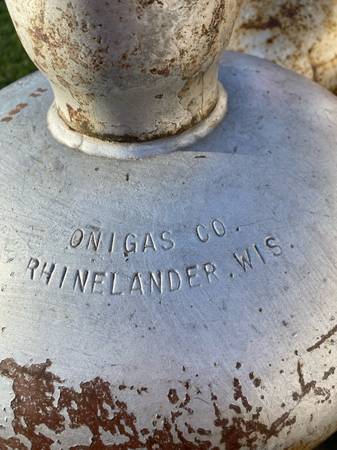 ONIGAS CO.
RHINELANDER. WIS.